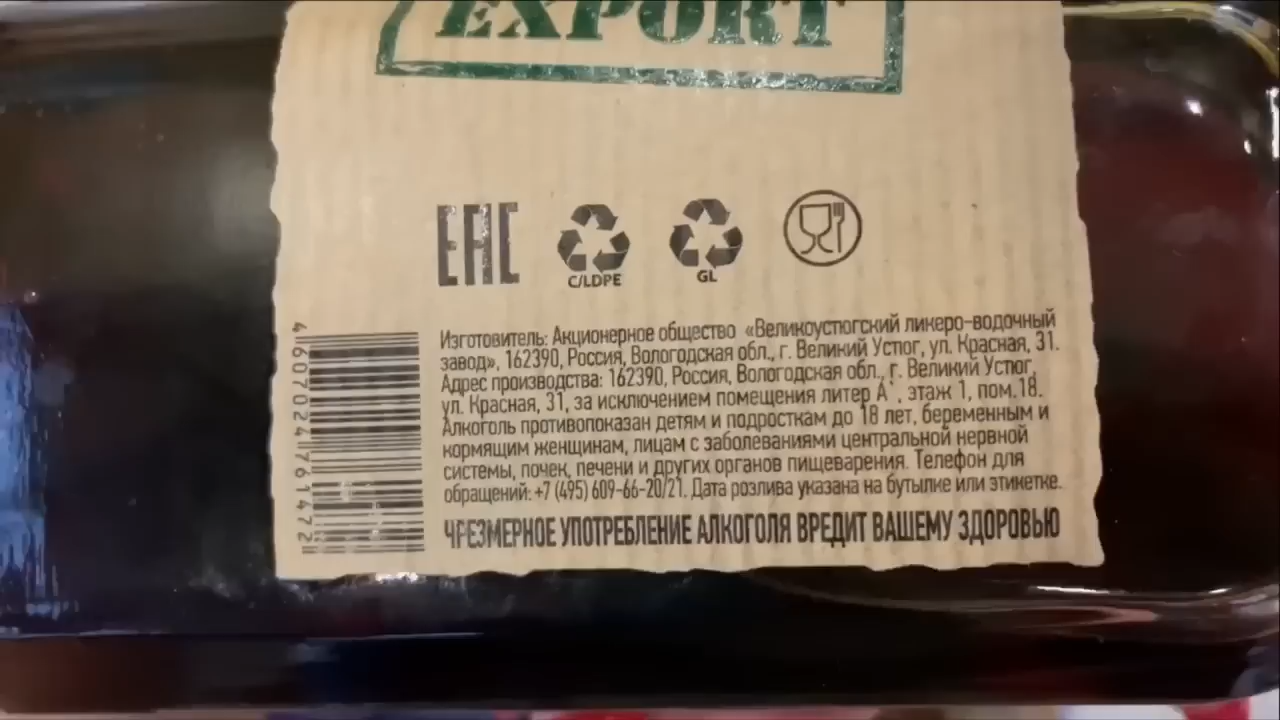 EXPORT
EAC
C/LDPE
GL
4607024761472
Изготовитель: Акционерное общество «Великоустюгский ликеро-водочный
завод», 162390, Россия, Вологодская обл., г. Великий Устюг, ул. Красная, 31.
Адрес производства: 162390, Россия, Вологодская обл., г. Великий Устюг,
ул. Красная, 31, за исключением помещения литер А`, этаж 1, пом.18.
Алкоголь противопоказан детям и подросткам до 18 лет, беременным и
кормящим женщинам, лицам с заболеваниями центральной нервной
системы, почек, печени и других органов пищеварения. Телефон для
обращений: +7 (495) 609-66-20/21. Дата розлива указана на бутылке или этикетке.
ЧРЕЗМЕРНОЕ УПОТРЕБЛЕНИЕ АЛКОГОЛЯ ВРЕДИТ ВАШЕМУ ЗДОРОВЬЮ